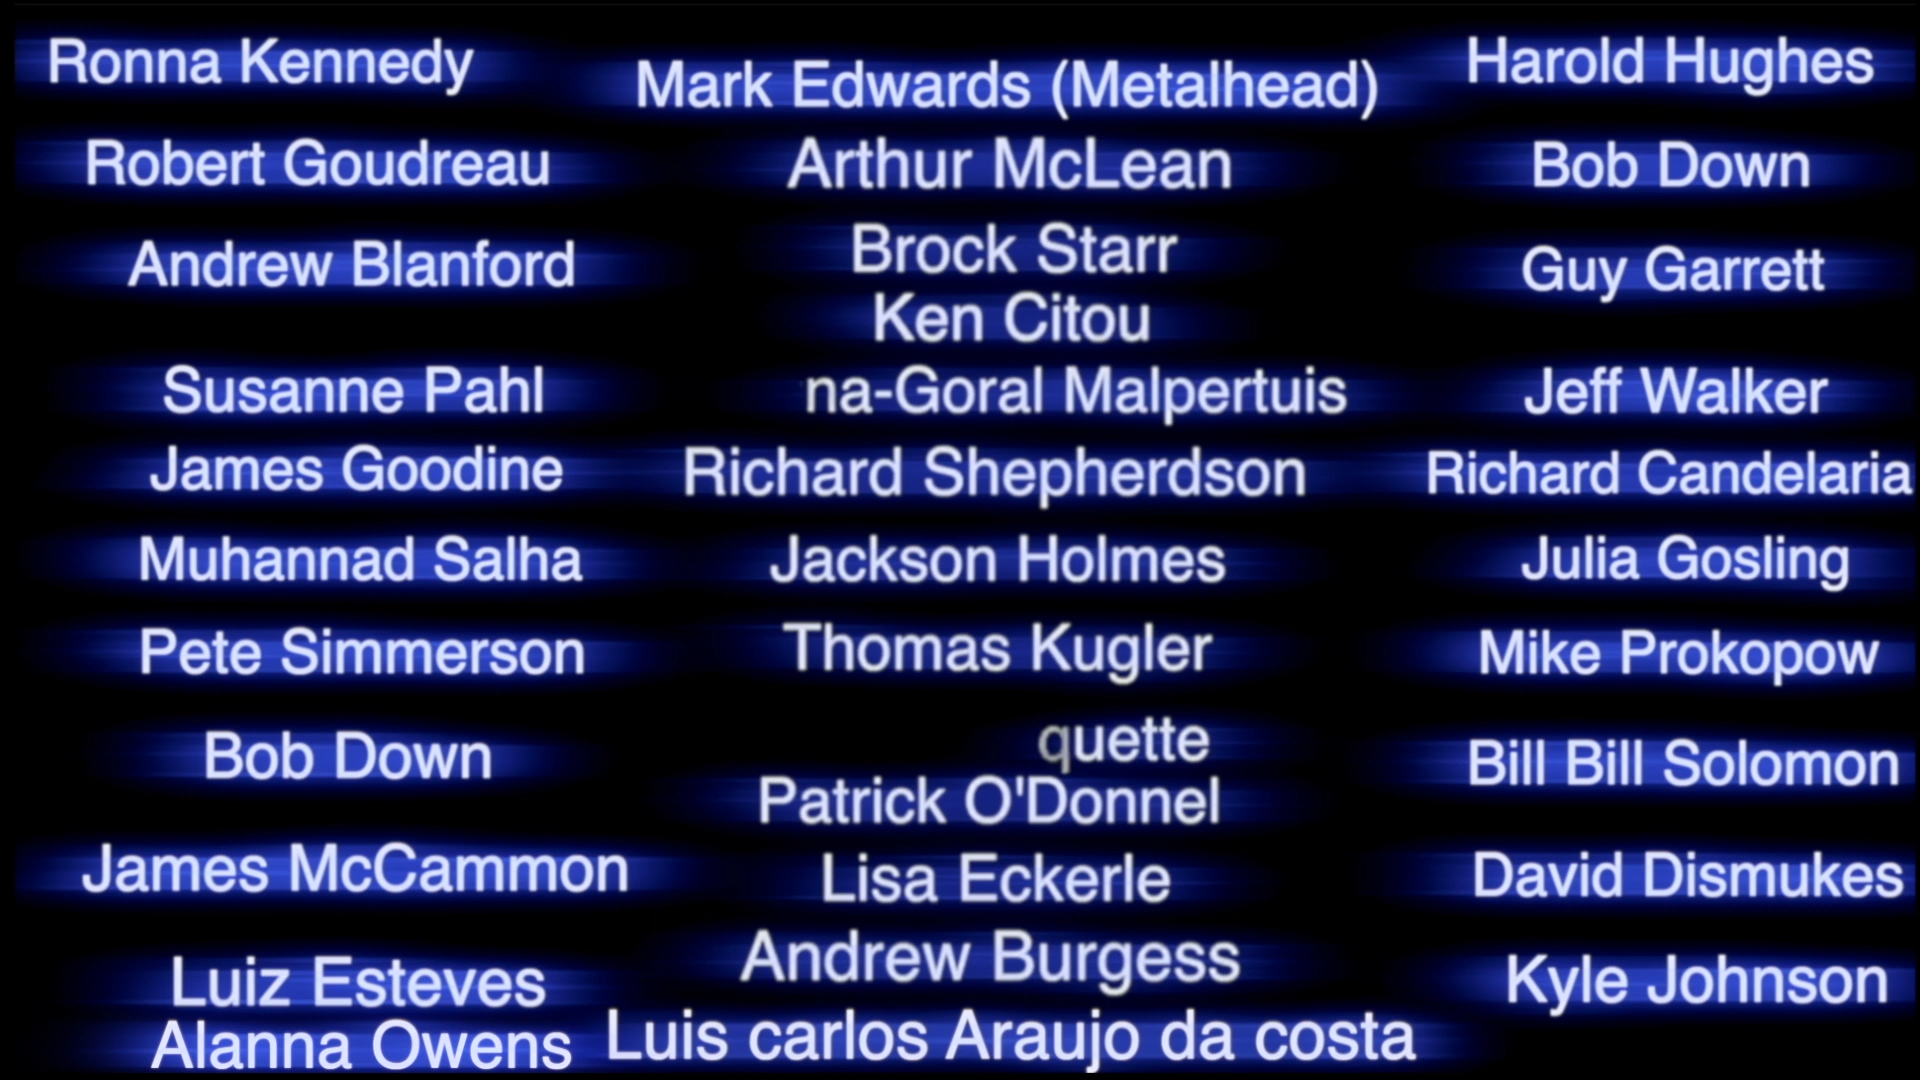 Ronna Kennedy
Robert Goudreau
Andrew Blanford
Susanne Pahl
James Goodine
Muhannad Salha
Pete Simmerson
Bob Down
James McCammon
Luiz Esteves
Alanna Owens
Mark Edwards (Metalhead)
Arthur McLean
Brock Starr
Ken Citou
na-Goral Malpertuis
Richard Shepherdson
Jackson Holmes
Thomas Kugler
quette
Patrick O'Donnel
Lisa Eckerle
Andrew Burgess
Luis carlos Araujo da costa
Harold Hughes
Bob Down
Guy Garrett
Jeff Walker
Richard Candelaria
Julia Gosling
Mike Prokopow
Bill Bill Solomon
David Dismukes
Kyle Johnson